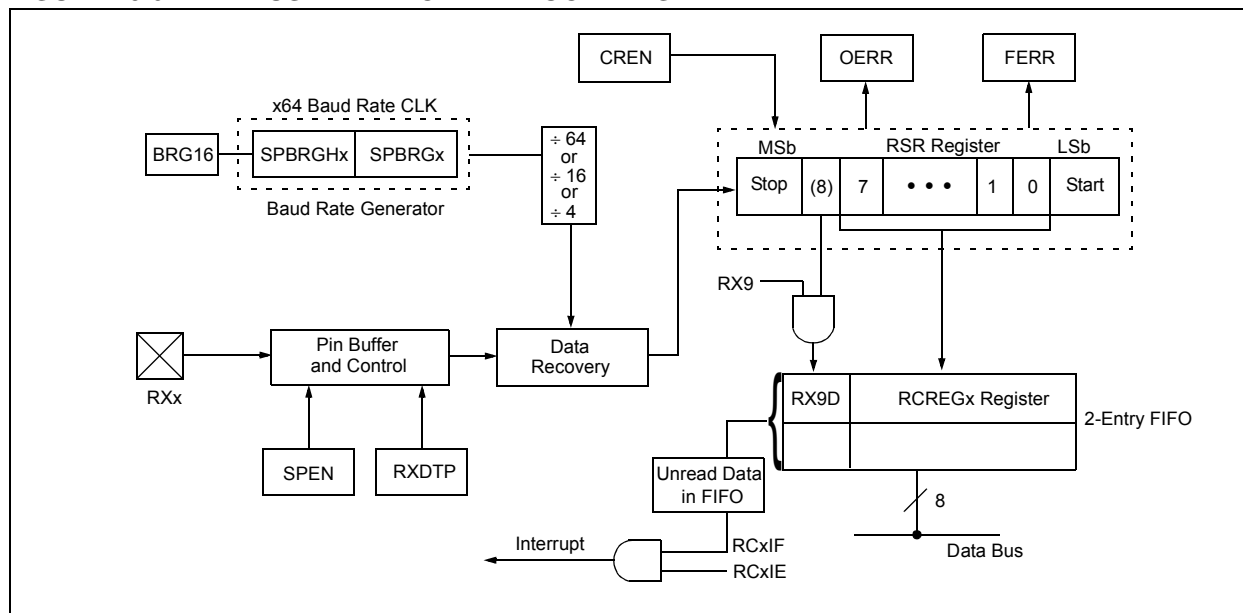 CREN
OERR
FERR
x64 Baud Rate CLK
BRG16
SPBRGHx
SPBRGx
÷ 64
or
÷ 16
or
÷ 4
Baud Rate Generator
MSb
RSR Register
LSb
Stop
(8)
7
• • •
1
0
Start
RX9
RXx
Pin Buffer
and Control
Data
Recovery
SPEN
RXDTP
RX9D
RCREGx Register
2-Entry FIFO
Unread Data
in FIFO
8
Data Bus
Interrupt
RCxIF
RCxIE